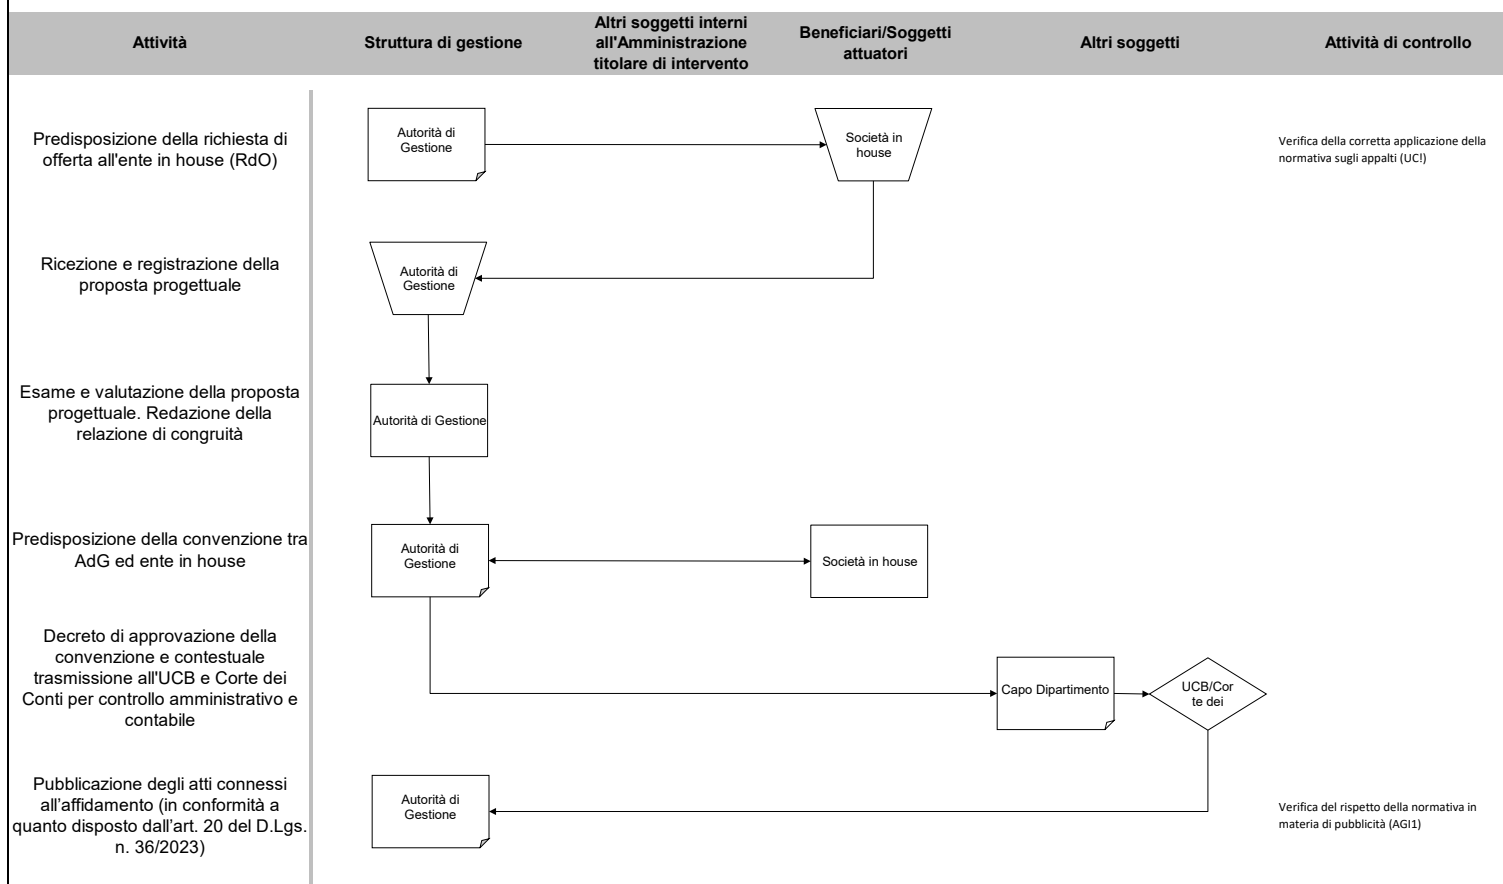 Attività
Struttura di gestione
Altri soggetti interni
all'Amministrazione
titolare di intervento
Beneficiari/Soggetti
attuatori
Altri soggetti
Attività di controllo
Predisposizione della richiesta di
offerta all'ente in house (RdO)
Autorità di
Gestione
Società in
house
Verifica della corretta applicazione della
normativa sugli appalti (UC!)
Ricezione e registrazione della
proposta progettuale
Autorità di
Gestione
Esame e valutazione della proposta
progettuale. Redazione della
relazione di congruità
Autorità di Gestione
Predisposizione della convenzione tra
AdG ed ente in house
Autorità di
Gestione
Società in house
Decreto di approvazione della
convenzione e contestuale
trasmissione all'UCB e Corte dei
Conti per controllo amministrativo e
contabile
Capo Dipartimento
UCB/Cor
te dei
Pubblicazione degli atti connessi
all’affidamento (in conformità a
quanto disposto dall’art. 20 del D.Lgs.
n. 36/2023)
Autorità di
Gestione
Verifica del rispetto della normativa in
materia di pubblicità (AGI1)